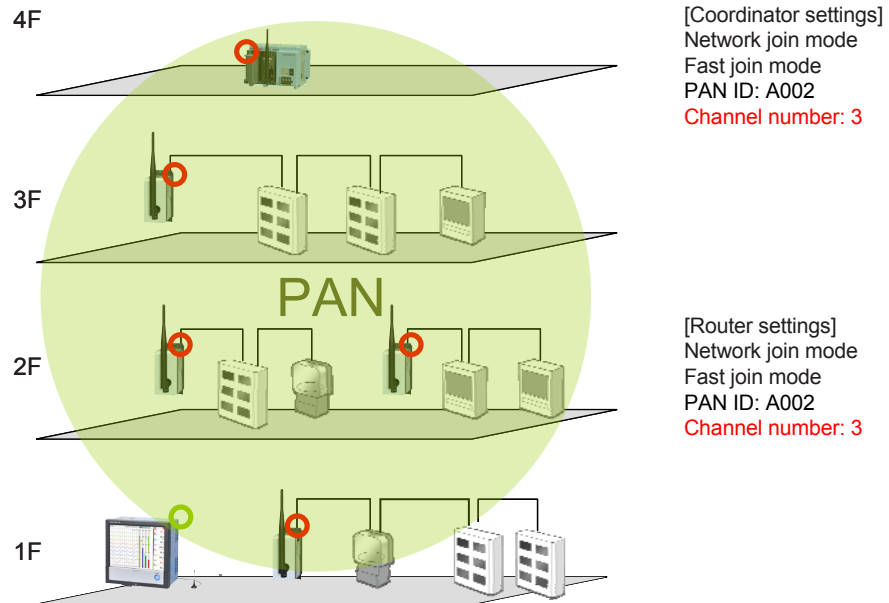 4F
[Coordinator settings]
Network join mode
Fast join mode
PAN ID: A002
Channel number: 3
3F
PAN
2F
[Router settings]
Network join mode
Fast join mode
PAN ID: A002
Channel number: 3
1F